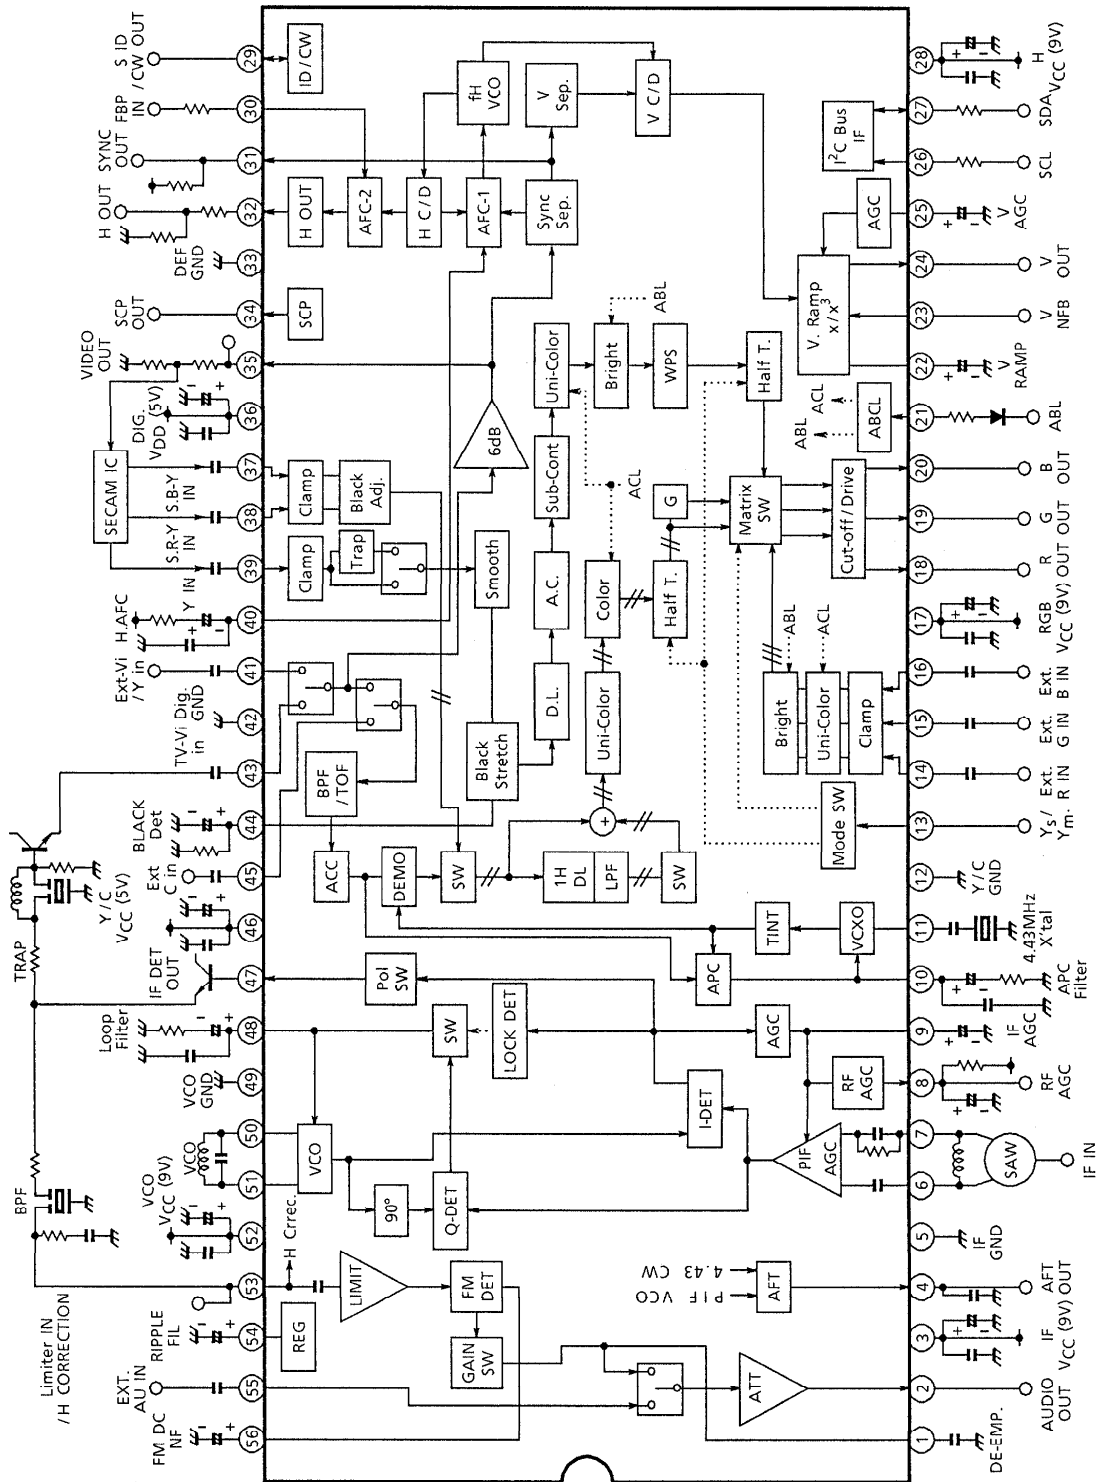 S ID
/CW OUT
FBP
IN
SYNC
OUT
H OUT
DEF
GND
SCP
OUT
VIDEO
OUT
DIG.
VDD (5V)
S.B-Y
IN
S.R-Y
IN
Y IN
H.AFC
Ext-Vi
/Y in
Dig.
GND
TV-Vi
in
BLACK
Det
Ext
C in
Y/C
VCC (5V)
IF DET
OUT
Loop
Filter
VCO
GND
VCO
VCO
VCC (9V)
Limiter IN
/H CORRECTION
RIPPLE
FIL
EXT.
AU IN
FM DC
NF
TRAP
BPF
SECAM IC
29
30
31
32
33
34
35
36
37
38
39
40
41
42
43
44
45
46
47
48
49
50
51
52
53
54
55
56
ID/CW
H OUT
AFC-2
H C/D
AFC-1
fH
VCO
Sync
Sep.
V
Sep.
V C/D
SCP
6dB
Clamp
Black
Adj.
Clamp
Trap
Smooth
Black
Stretch
D.L.
A.C.
Sub-Cont
Uni-Color
Bright
ABL
WPS
Half T.
BPF
/TOF
ACC
DEMO
SW
1H
DL
LPF
SW
+
Uni-Color
Color
ACL
Half T.
G
Matrix
SW
Cut-off/Drive
V. Ramp
x/x³
AGC
I²C Bus
IF
ABL
ACL
ABCL
Bright
ABL
Uni-Color
ACL
Clamp
Mode SW
TINT
VCXO
APC
Pol
SW
LOCK DET
SW
AGC
RF
AGC
I-DET
PIF
AGC
VCO
90°
Q-DET
H Crrec.
LIMIT
FM
DET
GAIN
SW
REG
4.43 CW
PIF VCO
AFT
ATT
28
27
26
25
24
23
22
21
20
19
18
17
16
15
14
13
12
11
10
9
8
7
6
5
4
3
2
1
H
VCC (9V)
SDA
SCL
V
AGC
V
OUT
V
NFB
V
RAMP
ABL
B
OUT
G
OUT
R
OUT
RGB
VCC (9V)
Ext.
B IN
Ext.
G IN
Ext.
R IN
Ys/
Ym.
Y/C
GND
4.43MHz
X'tal
APC
Filter
IF
AGC
RF
AGC
SAW
IF IN
IF
GND
AFT
OUT
IF
VCC (9V)
AUDIO
OUT
DE-EMP.